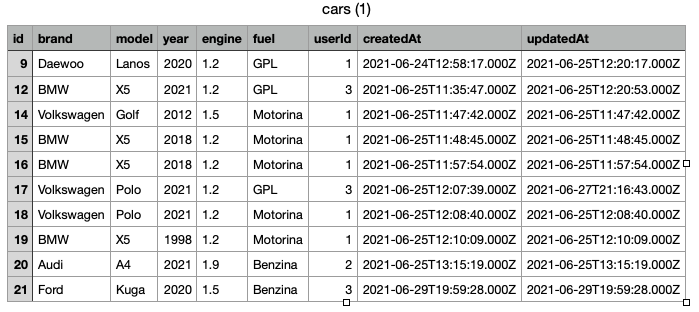 cars (1)
id brand model year engine fuel userId createdAt updatedAt
9 Daewoo Lanos 2020 1.2 GPL 1 2021-06-24T12:58:17.000Z 2021-06-25T12:20:17.000Z
12 BMW X5 2021 1.2 GPL 3 2021-06-25T11:35:47.000Z 2021-06-25T12:20:53.000Z
14 Volkswagen Golf 2012 1.5 Motorina 1 2021-06-25T11:47:42.000Z 2021-06-25T11:47:42.000Z
15 BMW X5 2018 1.2 Motorina 1 2021-06-25T11:48:45.000Z 2021-06-25T11:48:45.000Z
16 BMW X5 2018 1.2 Motorina 1 2021-06-25T11:57:54.000Z 2021-06-25T11:57:54.000Z
17 Volkswagen Polo 2021 1.2 GPL 3 2021-06-25T12:07:39.000Z 2021-06-27T21:16:43.000Z
18 Volkswagen Polo 2021 1.2 Motorina 1 2021-06-25T12:08:40.000Z 2021-06-25T12:08:40.000Z
19 BMW X5 1998 1.2 Motorina 1 2021-06-25T12:10:09.000Z 2021-06-25T12:10:09.000Z
20 Audi A4 2021 1.9 Benzina 2 2021-06-25T13:15:19.000Z 2021-06-25T13:15:19.000Z
21 Ford Kuga 2020 1.5 Benzina 3 2021-06-29T19:59:28.000Z 2021-06-29T19:59:28.000Z